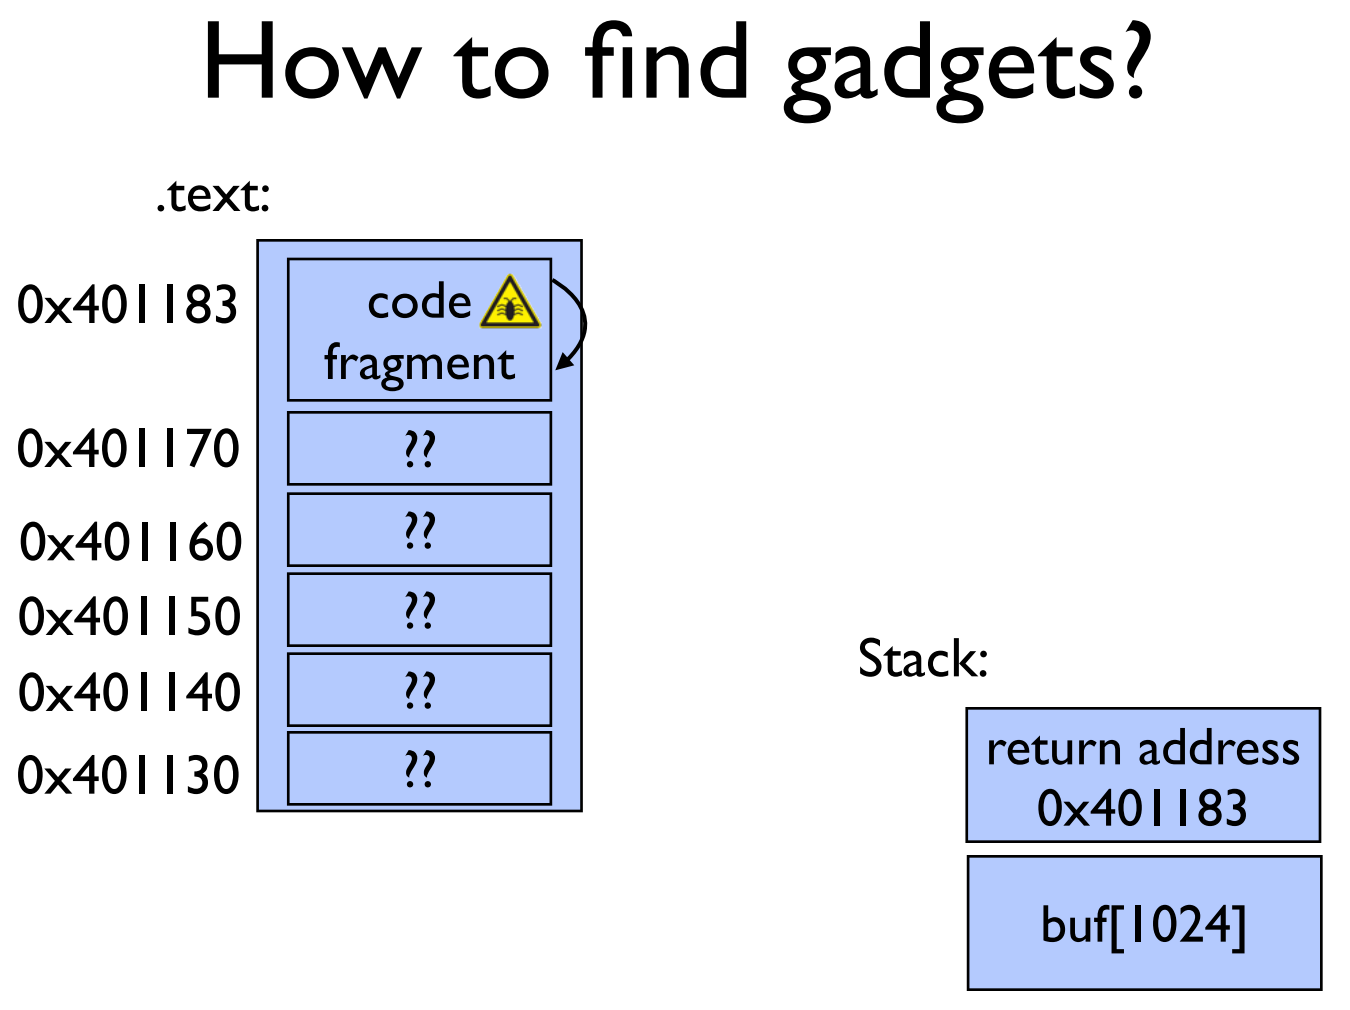 How to find gadgets?
.text:
0x401183
code
fragment
0x401170
??
0x401160
??
0x401150
??
0x401140
??
0x401130
??
Stack:
return address
0x401183
buf[1024]